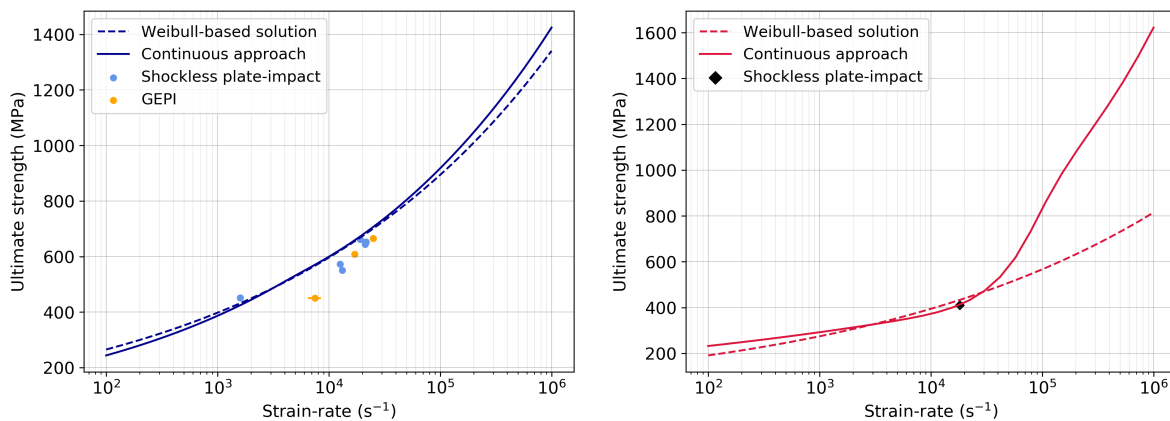 Ultimate strength (MPa)
1400
1200
1000
800
600
400
200
Weibull-based solution
Continuous approach
Shockless plate-impact
GEPI
10²
10³
10⁴
10⁵
10⁶
Strain-rate (s⁻¹)
Ultimate strength (MPa)
1600
1400
1200
1000
800
600
400
200
Weibull-based solution
Continuous approach
Shockless plate-impact
10²
10³
10⁴
10⁵
10⁶
Strain-rate (s⁻¹)